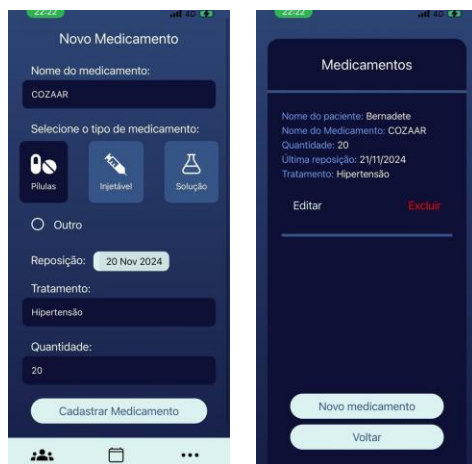 22:22
4G
Novo Medicamento
Nome do medicamento:
COZAAR
Selecione o tipo de medicamento:
Pílulas
Injetável
Solução
Outro
Reposição:
20 Nov 2024
Tratamento:
Hipertensão
Quantidade:
20
Cadastrar Medicamento
22:22
4G
Medicamentos
Nome do paciente: Bernadete
Nome do Medicamento: COZAAR
Quantidade: 20
Última reposição: 21/11/2024
Tratamento: Hipertensão
Editar
Excluir
Novo medicamento
Voltar